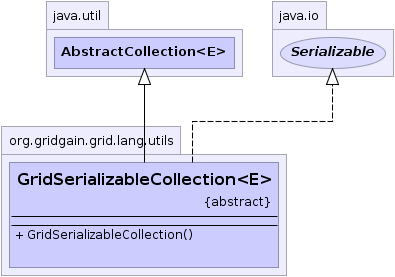 java.util
java.io
AbstractCollection<E>
Serializable
org.gridgain.grid.lang.utils
GridSerializableCollection<E>
{abstract}
+ GridSerializableCollection()